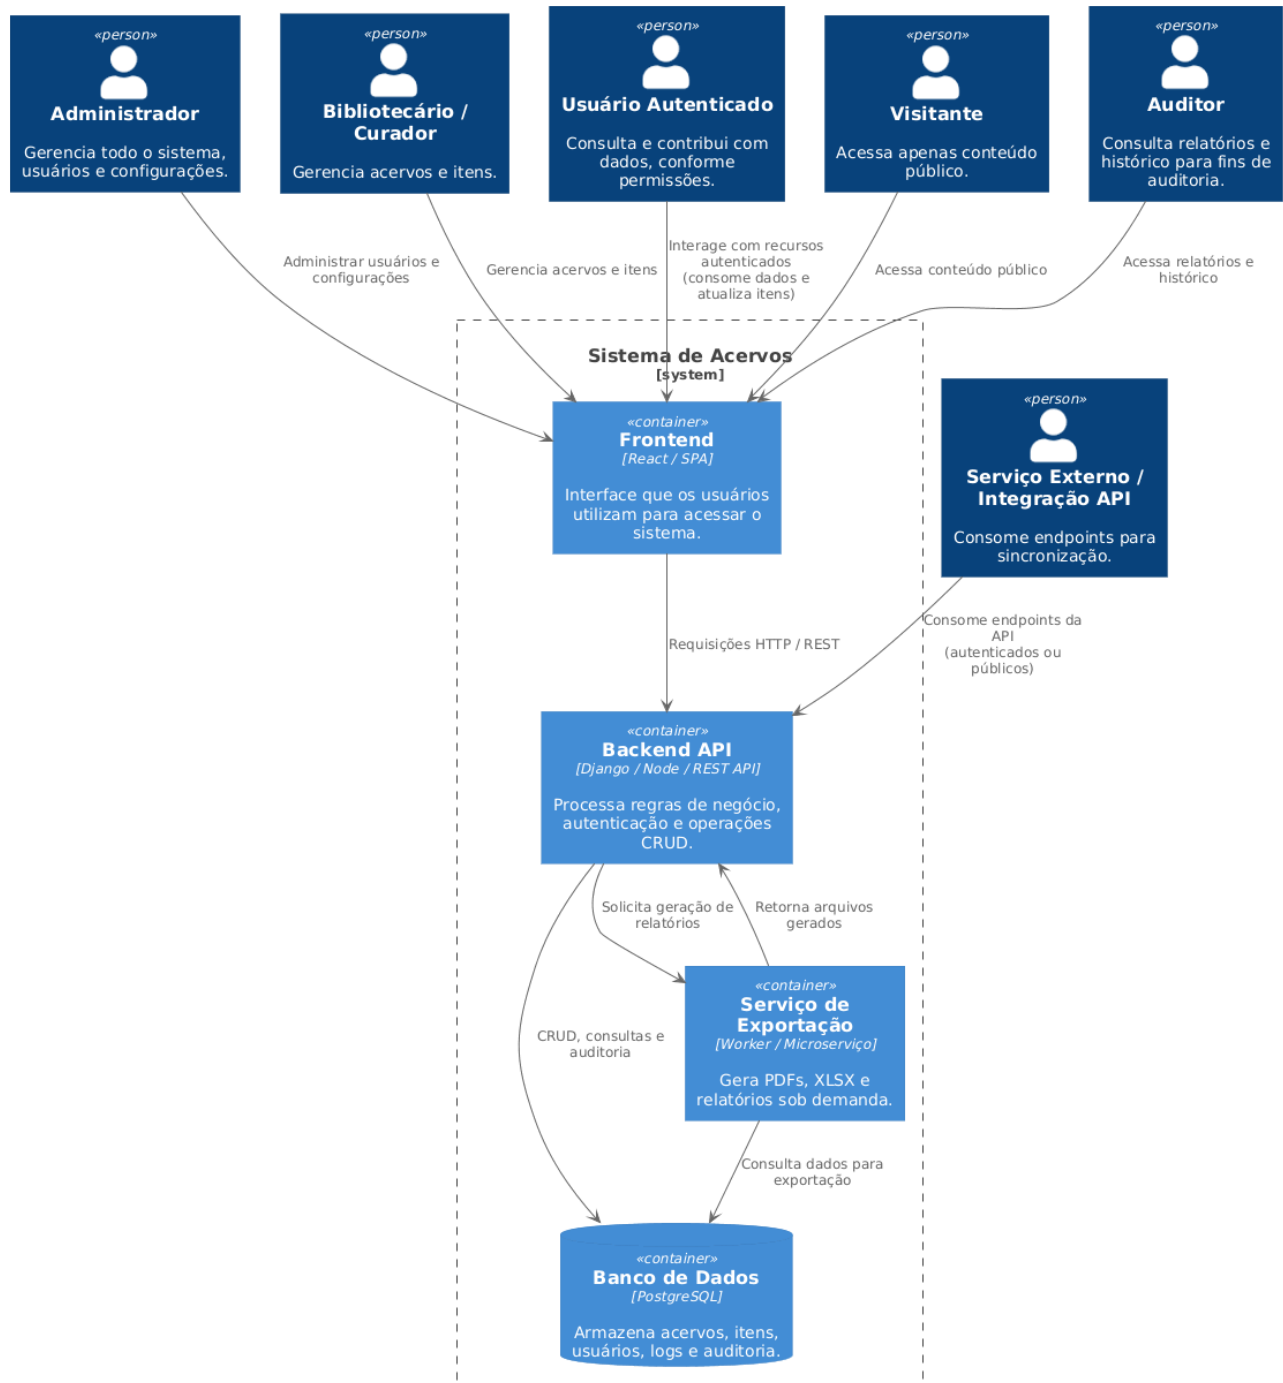 «person»
Administrador
Gerencia todo o sistema,
usuários e configurações.
«person»
Bibliotecário /
Curador
Gerencia acervos e itens.
«person»
Usuário Autenticado
Consulta e contribui com
dados, conforme
permissões.
«person»
Visitante
Acessa apenas conteúdo
público.
«person»
Auditor
Consulta relatórios e
histórico para fins de
auditoria.
Administrar usuários e
configurações
Gerencia acervos e itens
Interage com recursos
autenticados
(consome dados e
atualiza itens)
Acessa conteúdo público
Acessa relatórios e
histórico
Sistema de Acervos
[system]
«container»
Frontend
[React / SPA]
Interface que os usuários
utilizam para acessar o
sistema.
«person»
Serviço Externo /
Integração API
Consome endpoints para
sincronização.
Requisições HTTP / REST
Consome endpoints da
API
(autenticados ou
públicos)
«container»
Backend API
[Django / Node / REST API]
Processa regras de negócio,
autenticação e operações
CRUD.
Solicita geração de
relatórios
Retorna arquivos
gerados
CRUD, consultas e
auditoria
«container»
Serviço de
Exportação
[Worker / Microserviço]
Gera PDFs, XLSX e
relatórios sob demanda.
Consulta dados para
exportação
«container»
Banco de Dados
[PostgreSQL]
Armazena acervos, itens,
usuários, logs e auditoria.